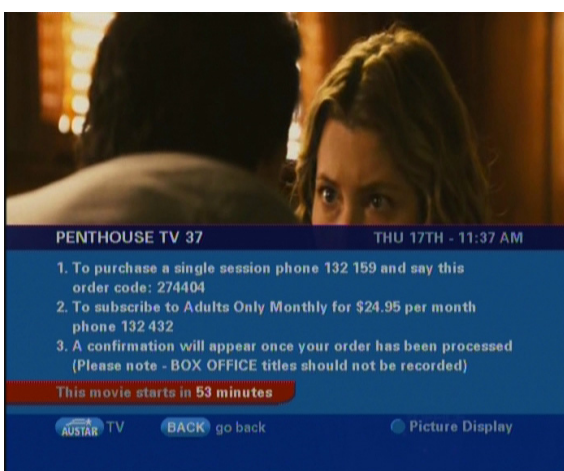 PENTHOUSE TV 37 THU 17TH - 11:37 AM
1. To purchase a single session phone 132 159 and say this
order code: 274404
2. To subscribe to Adults Only Monthly for $24.95 per month
phone 132 432
3. A confirmation will appear once your order has been processed
(Please note - BOX OFFICE titles should not be recorded)
This movie starts in 53 minutes
AUSTAR TV BACK go back Picture Display